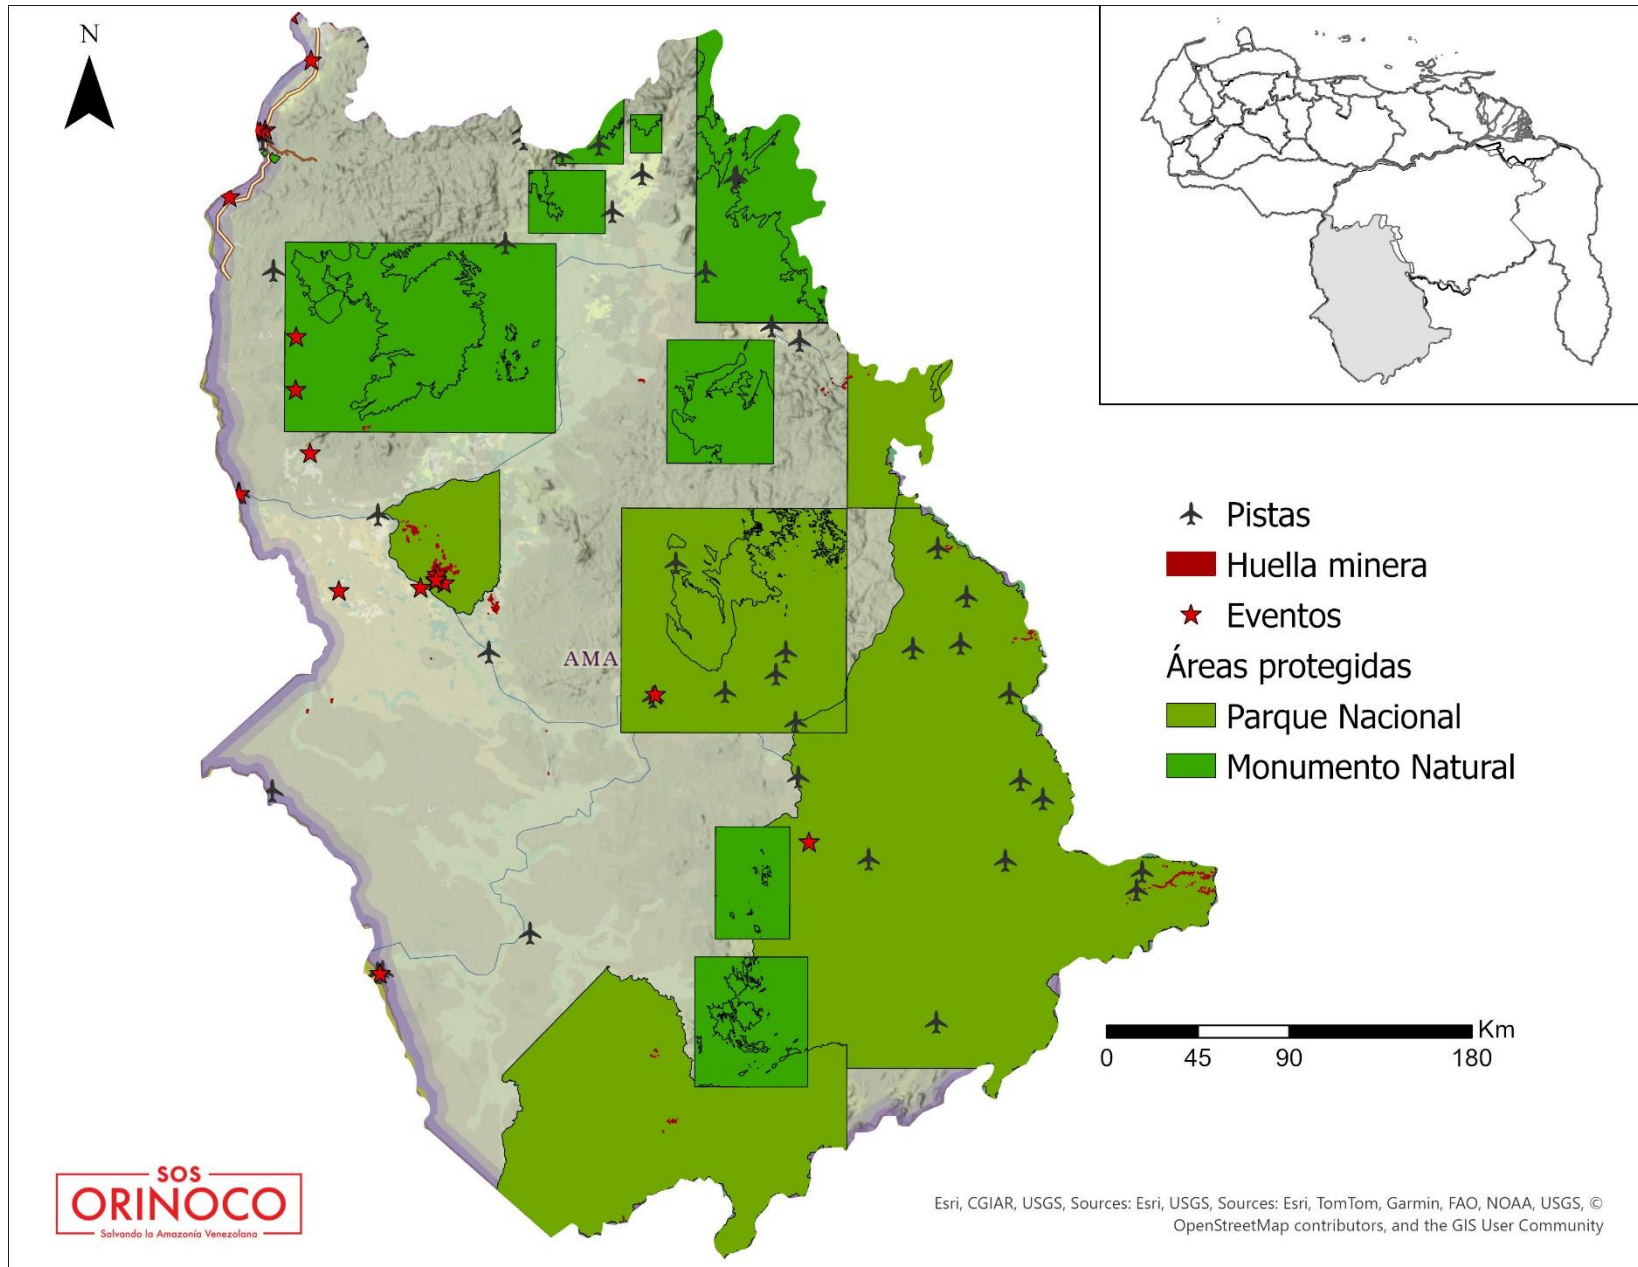 N
AMA
Pistas
Huella minera
Eventos
Áreas protegidas
Parque Nacional
Monumento Natural
Km
0 45 90 180
SOS
ORINOCO
Salvando la Amazonía Venezolana
Esri, CGIAR, USGS, Sources: Esri, USGS, Sources: Esri, TomTom, Garmin, FAO, NOAA, USGS, ©
OpenStreetMap contributors, and the GIS User Community